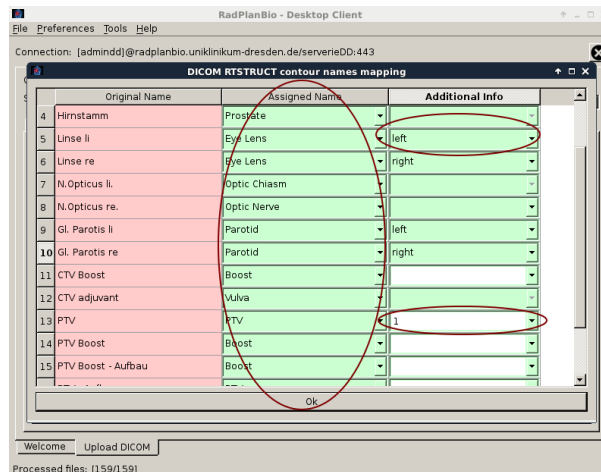 RadPlanBio - Desktop Client
File Preferences Tools Help
Connection: [admindd]@radplanbio.uniklinikum-dresden.de/serverieDD:443
DICOM RTSTRUCT contour names mapping
Original Name Assigned Name Additional Info
4 Hirnstamm Prostate
5 Linse li Eye Lens left
6 Linse re Eye Lens right
7 N.Opticus li. Optic Chiasm
8 N.Opticus re. Optic Nerve
9 Gl. Parotis li Parotid left
10 Gl. Parotis re Parotid right
11 CTV Boost Boost
12 CTV adjuvant Vulva
13 PTV PTV 1
14 PTV Boost Boost
15 PTV Boost - Aufbau Boost
Ok
Welcome Upload DICOM
Processed files: [159/159]